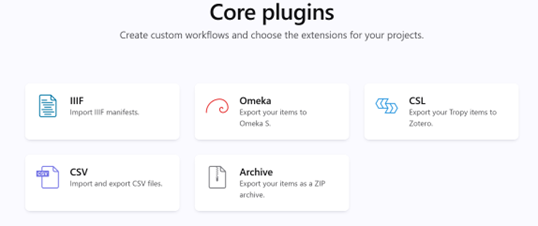 Core plugins
Create custom workflows and choose the extensions for your projects.
IIIF
Import IIIF manifests.
Omeka
Export your items to
Omeka S.
CSL
Export your Tropy items to
Zotero.
CSV
CSV
Import and export CSV files.
Archive
Export your items as a ZIP
archive.